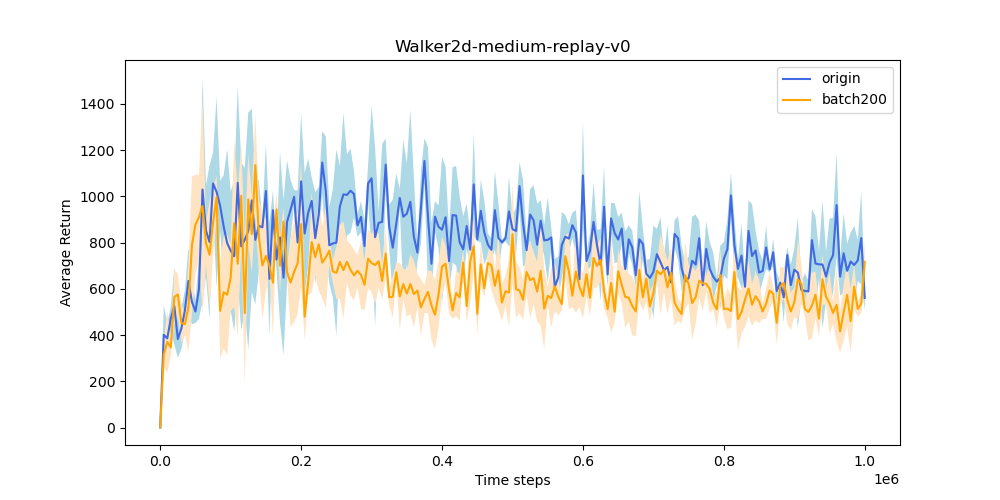 Walker2d-medium-replay-v0
origin
batch200
Average Return
1400
1200
1000
800
600
400
200
0
0.0 0.2 0.4 0.6 0.8 1.0
1e6
Time steps